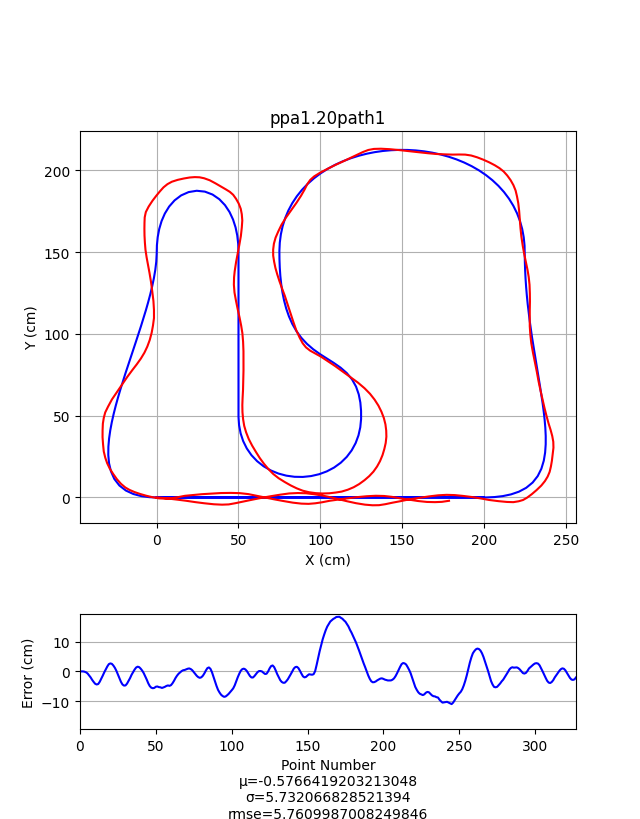 ppa1.20path1
200
150
100
50
0
Y (cm)
0 50 100 150 200 250
X (cm)
10
0
−10
Error (cm)
0 50 100 150 200 250 300
Point Number
μ=-0.5766419203213048
σ=5.732066828521394
rmse=5.7609987008249846